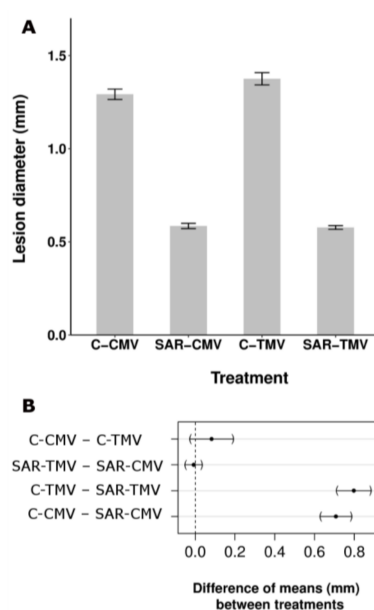 A
Lesion diameter (mm)
1.5
1.0
0.5
0.0
C-CMV SAR-CMV C-TMV SAR-TMV
Treatment
B
C-CMV – C-TMV
SAR-TMV – SAR-CMV
C-TMV – SAR-TMV
C-CMV – SAR-CMV
0.0 0.2 0.4 0.6 0.8
Difference of means (mm)
between treatments